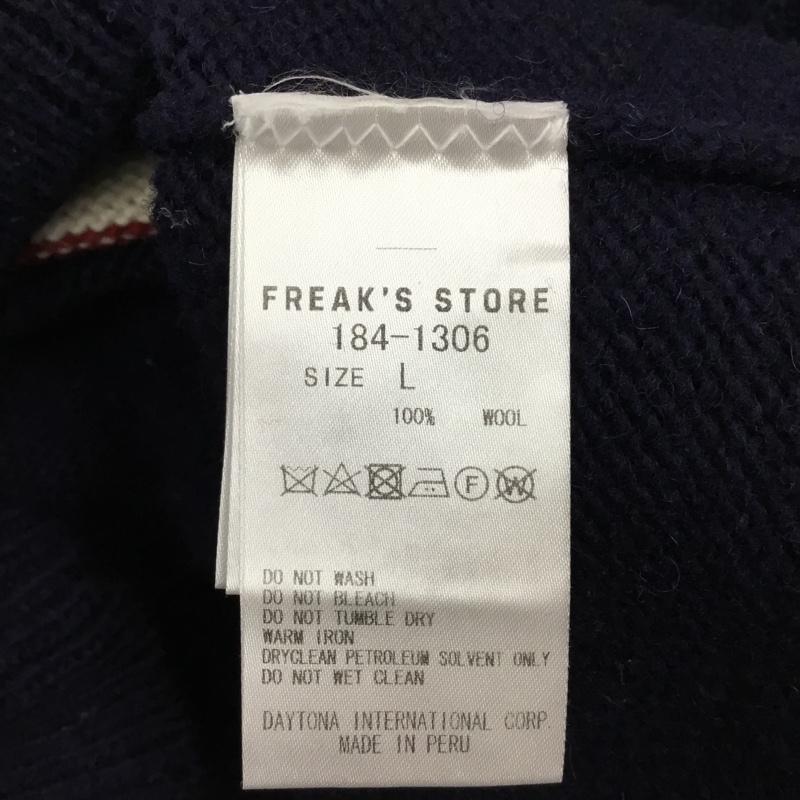 FREAK'S STORE
184-1306
SIZE L
100% WOOL
F W
DO NOT WASH
DO NOT BLEACH
DO NOT TUMBLE DRY
WARM IRON
DRYCLEAN PETROLEUM SOLVENT ONLY
DO NOT WET CLEAN
DAYTONA INTERNATIONAL CORP.
MADE IN PERU